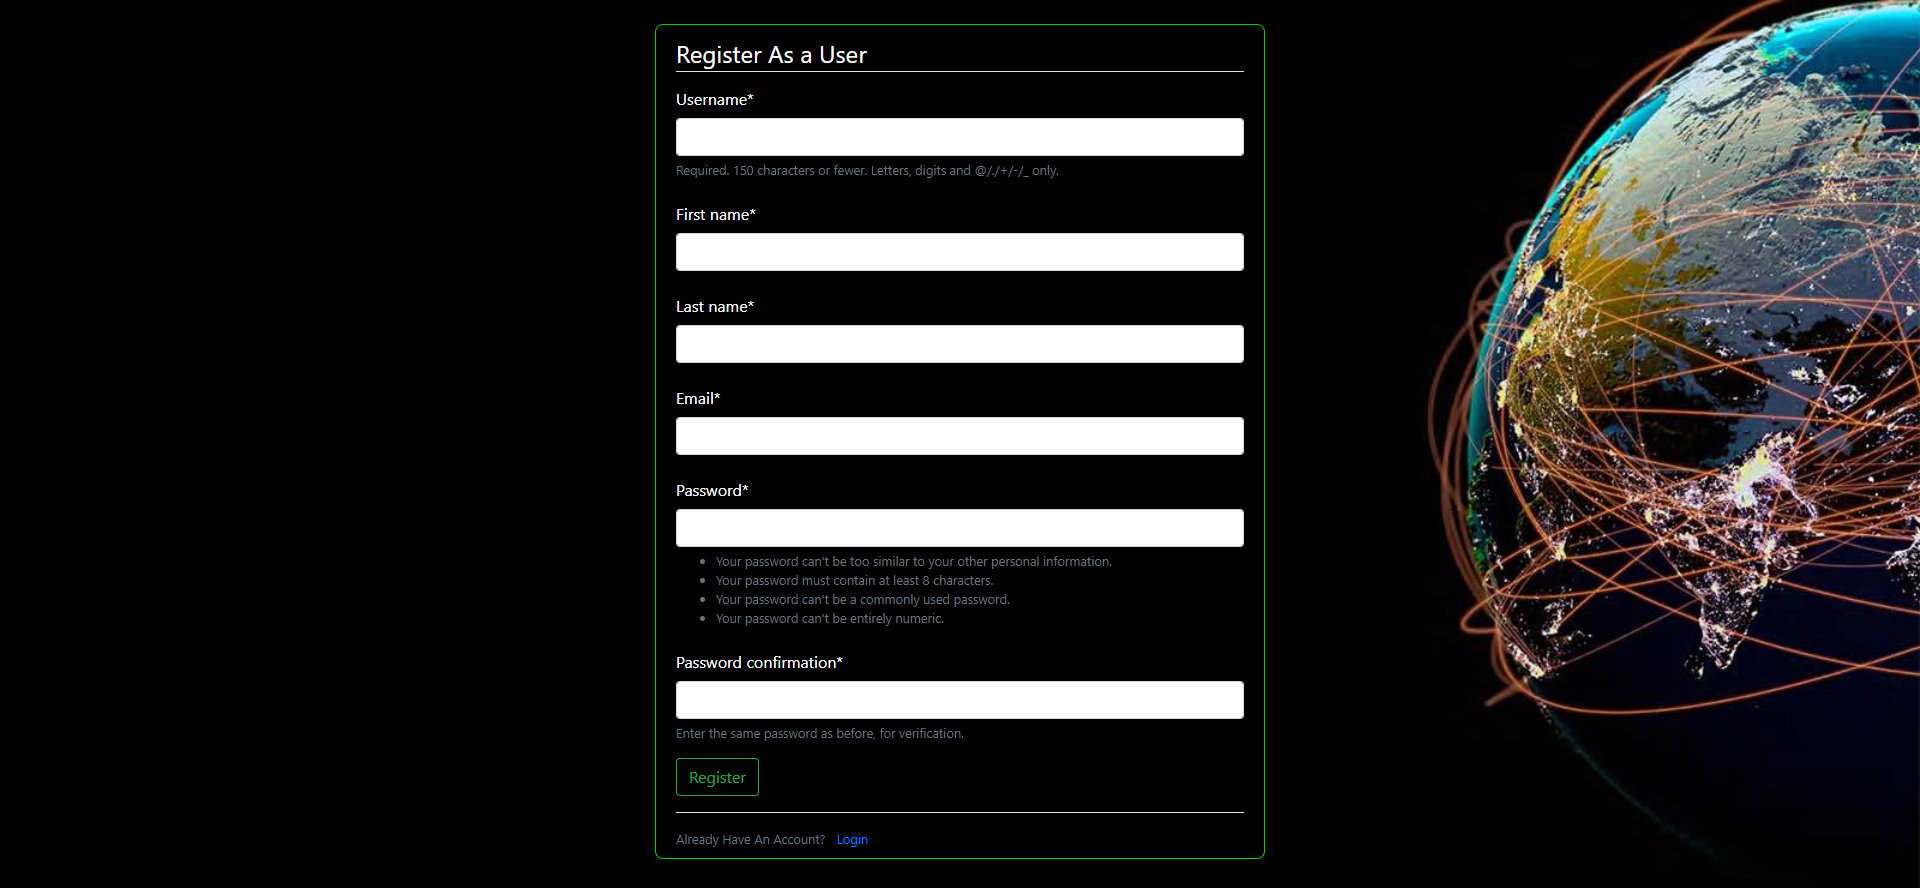 Register As a User
Username*
Required. 150 characters or fewer. Letters, digits and @/./+/-/_ only.
First name*
Last name*
Email*
Password*
Your password can't be too similar to your other personal information.
Your password must contain at least 8 characters.
Your password can't be a commonly used password.
Your password can't be entirely numeric.
Password confirmation*
Enter the same password as before, for verification.
Register
Already Have An Account? Login